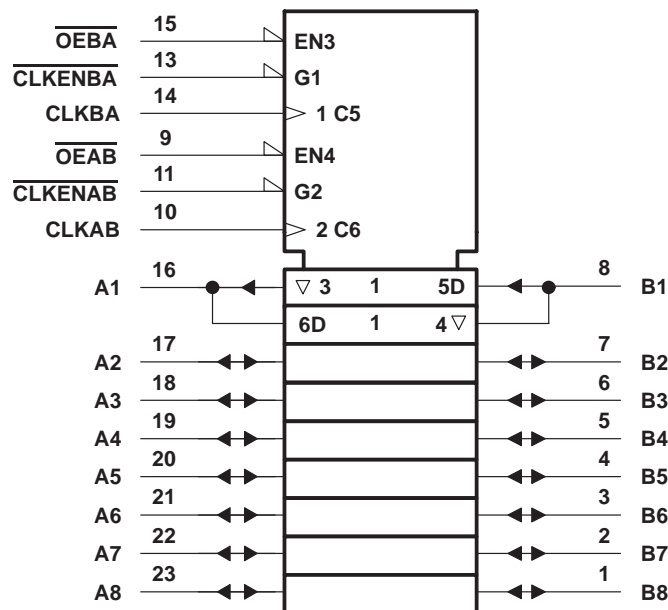 15
OEBA
EN3
13
CLKENBA
G1
14
CLKBA
1 C5
9
OEAB
EN4
11
CLKENAB
G2
10
CLKAB
2 C6
16
8
A1
▽ 3 1 5D
B1
6D 1 4 ▽
17
7
A2
B2
18
6
A3
B3
19
5
A4
B4
20
4
A5
B5
21
3
A6
B6
22
2
A7
B7
23
1
A8
B8